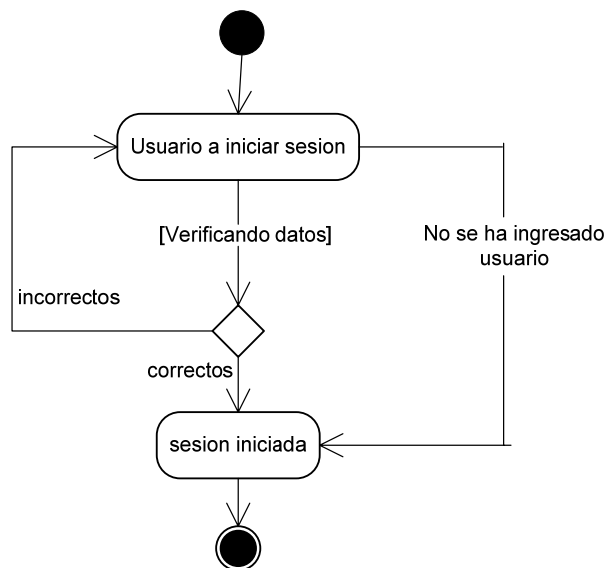 Usuario a iniciar sesion
[Verificando datos]
No se ha ingresado
usuario
incorrectos
correctos
sesion iniciada